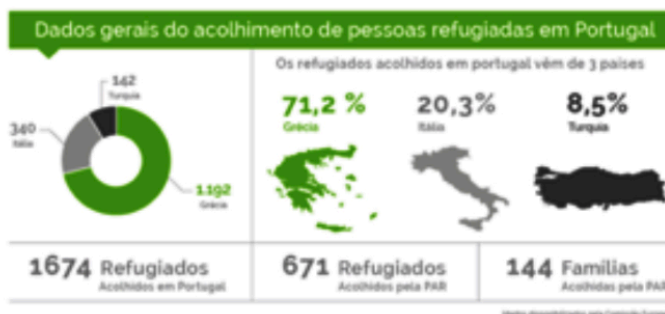 Dados gerais do acolhimento de pessoas refugiadas em Portugal
Os refugiados acolhidos em portugal vêm de 3 países
142
Turquia
340
Itália
1.192
Grécia
71,2 %
Grécia
20,3%
Itália
8,5%
Turquia
1674 Refugiados
Acolhidos em Portugal
671 Refugiados
Acolhidos pela PAR
144 Famílias
Acolhidas pela PAR